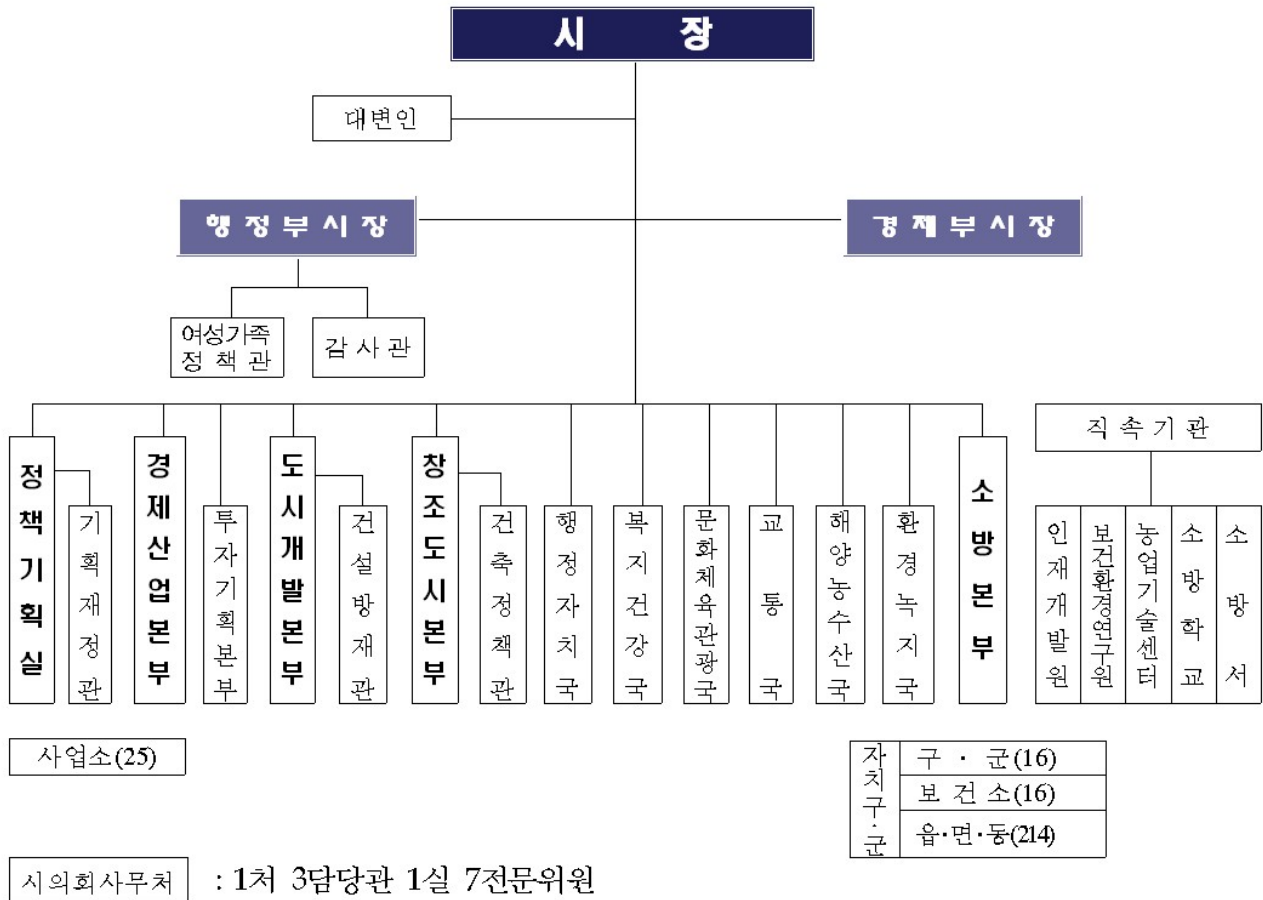 시 장
대변인
행정부시장
경제부시장
여성가족
정 책 관
감 사 관
정책기획실
기획재정관
경제산업본부
투자기획본부
도시개발본부
건설방재관
창조도시본부
건축정책관
행정자치국
복지건강국
문화체육관광국
교통국
해양농수산국
환경녹지국
소방본부
직속기관
인재개발원
보건환경연구원
농업기술센터
소방학교
소방서
사업소(25)
자치구·군
구 · 군(16)
보 건 소(16)
읍·면·동(214)
시의회사무처 : 1처 3담당관 1실 7전문위원